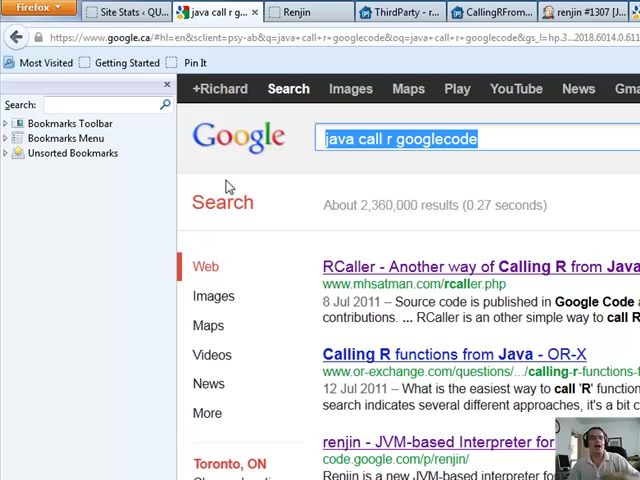 Firefox
Site Stats ‹ QU...
java call r g...
Renjin
ThirdParty - r...
CallingRFrom...
renjin #1307 [J...
https://www.google.ca/#hl=en&sclient=psy-ab&q=java+call+r+googlecode&oq=java+call+r+googlecode&gs_l=hp.3...2018.6014.0.611
Most Visited
Getting Started
Pin It
+Richard Search Images Maps Play YouTube News Gma
Search:
Bookmarks Toolbar
Bookmarks Menu
Unsorted Bookmarks
Google
java call r googlecode
Search
About 2,360,000 results (0.27 seconds)
Web
Images
Maps
Videos
News
More
Toronto, ON
RCaller - Another way of Calling R from Java
www.mhsatman.com/rcaller.php
8 Jul 2011 – Source code is published in Google Code
contributions. ... RCaller is an other simple way to call R
Calling R functions from Java - OR-X
www.or-exchange.com/questions/.../calling-r-functions-f
12 Jul 2011 – What is the easiest way to call 'R' function
search indicates several different approaches, it's a bit c
renjin - JVM-based Interpreter for
code.google.com/p/renjin/
Renjin is a new JVM-based interpreter for